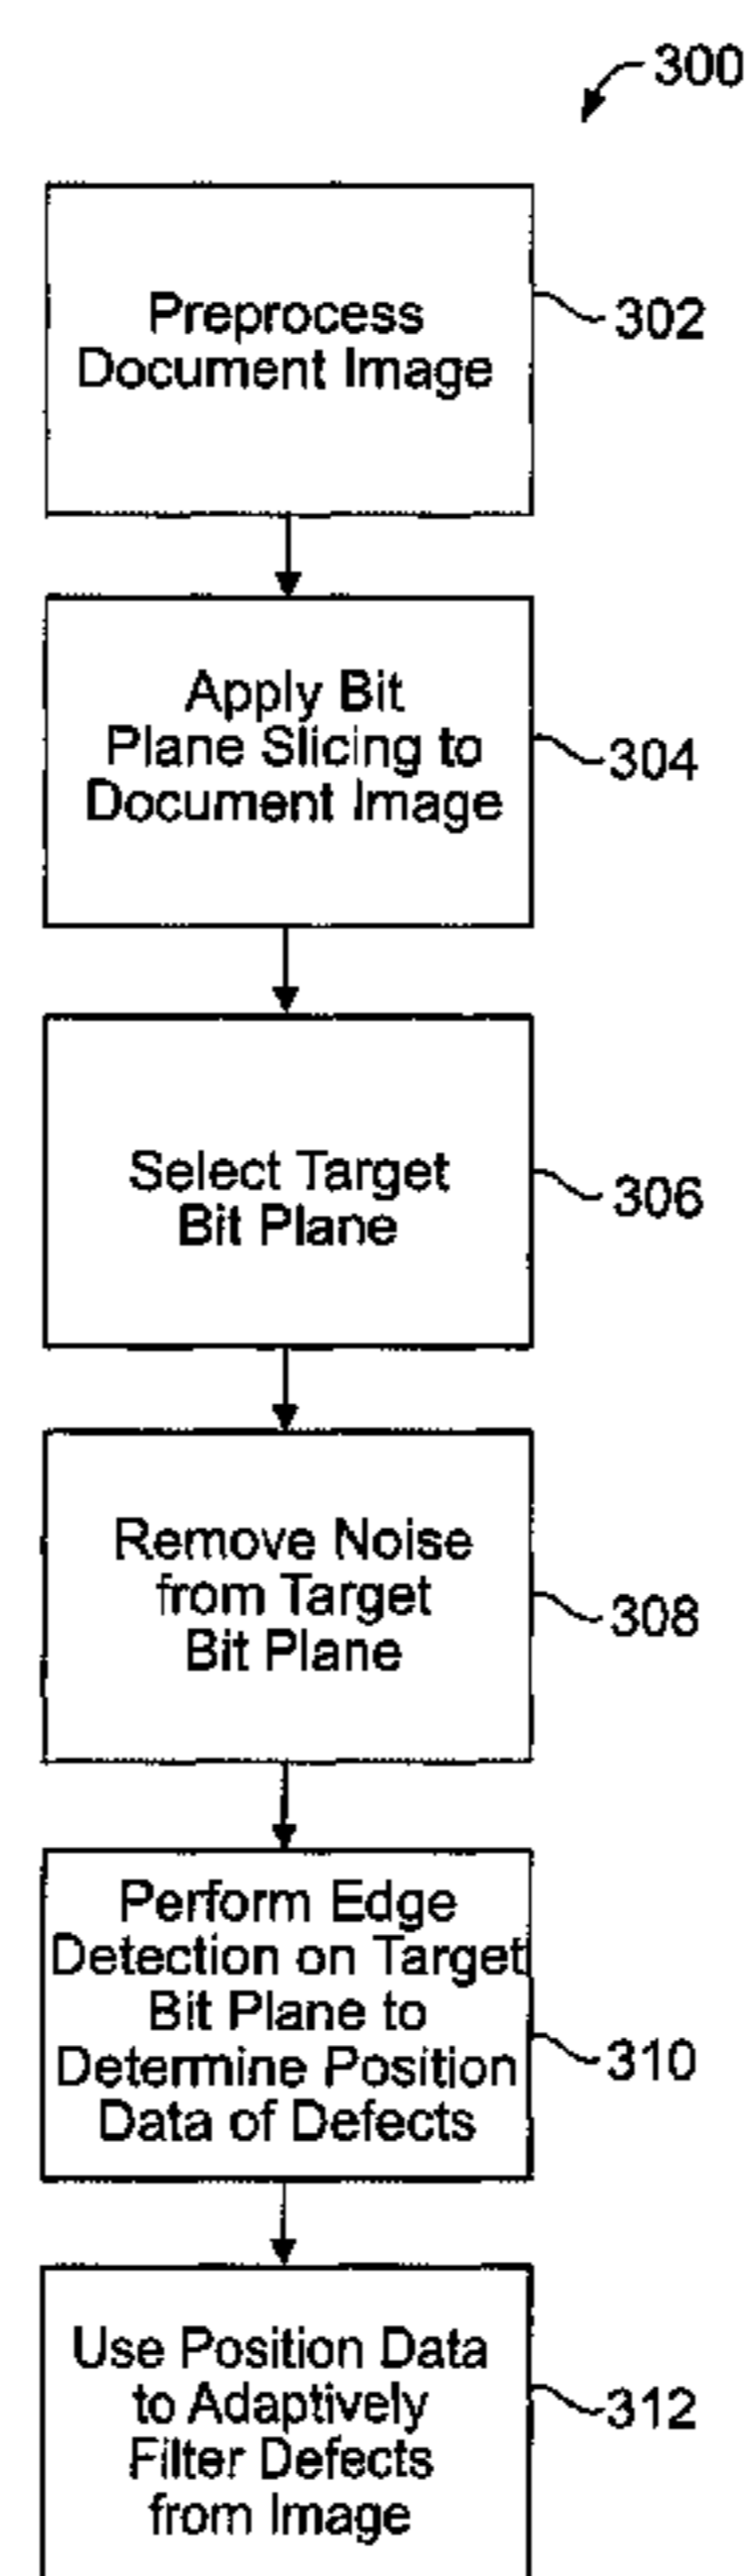 300
Preprocess
Document Image
302
Apply Bit
Plane Slicing to
Document Image
304
Select Target
Bit Plane
306
Remove Noise
from Target
Bit Plane
308
Perform Edge
Detection on Target
Bit Plane to
Determine Position
Data of Defects
310
Use Position Data
to Adaptively
Filter Defects
from Image
312